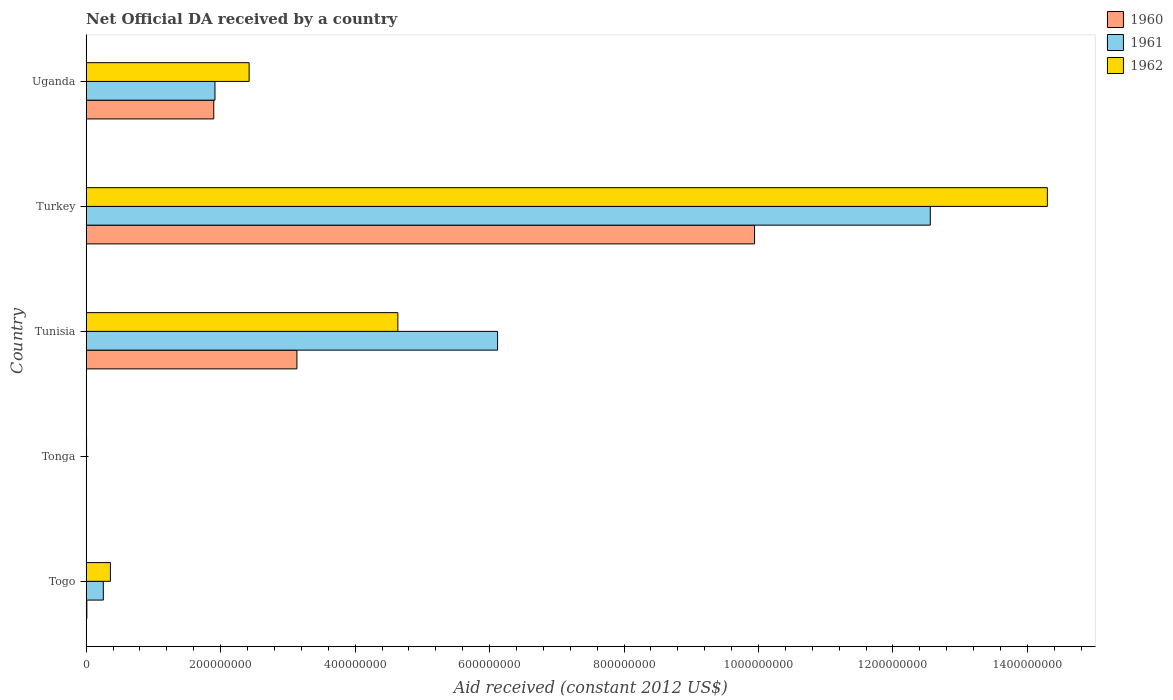 Net Official DA received by a country
1960
1961
1962
Uganda
Turkey
Tunisia
Tonga
Togo
Country
200000000
400000000
600000000
800000000
1000000000
1200000000
1400000000
Aid received (constant 2012 US$)